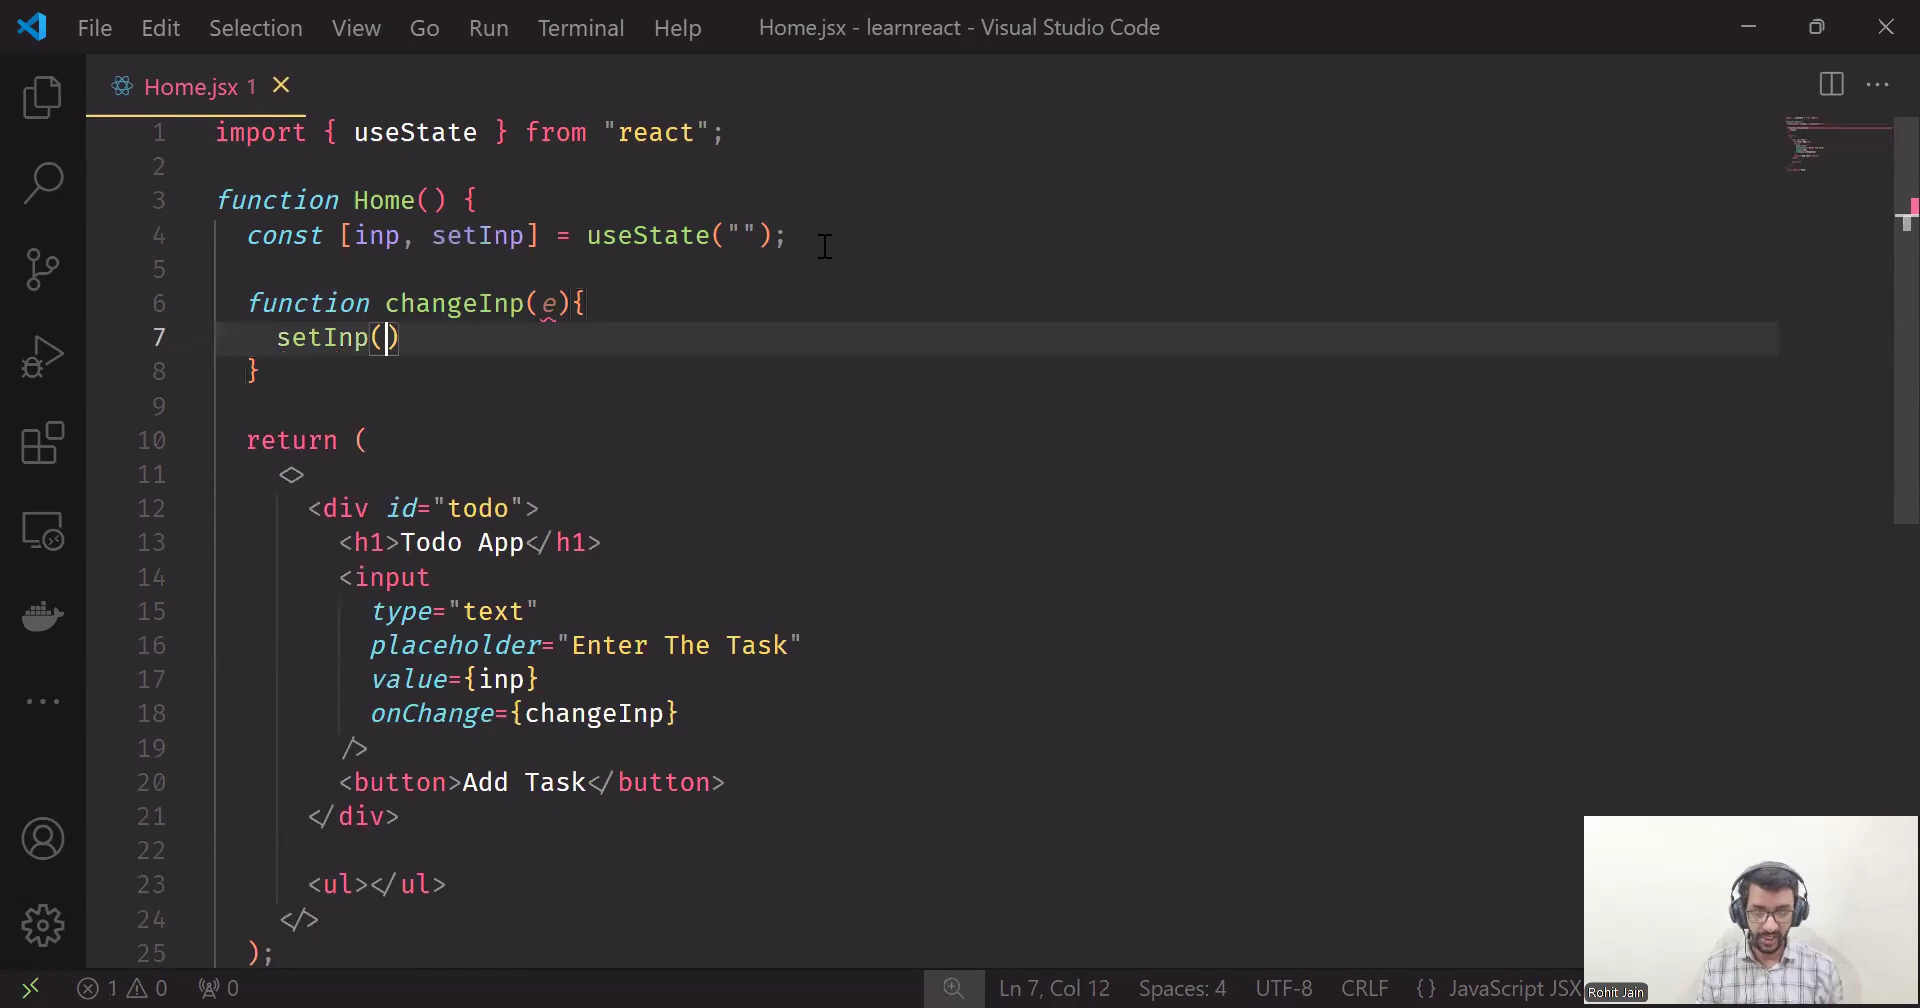 File Edit Selection View Go Run Terminal Help Home.jsx - learnreact - Visual Studio Code
Home.jsx 1
1 import { useState } from "react";
2
3 function Home() {
4 const [inp, setInp] = useState("");
5
6 function changeInp(e){
7 setInp()
8 }
9
10 return (
11 <>
12 <div id="todo">
13 <h1>Todo App</h1>
14 <input
15 type="text"
16 placeholder="Enter The Task"
17 value={inp}
18 onChange={changeInp}
19 />
20 <button>Add Task</button>
21 </div>
22
23 <ul></ul>
24 </>
25 );
1 0 0 Ln 7, Col 12 Spaces: 4 UTF-8 CRLF {} JavaScript JSX
Rohit Jain